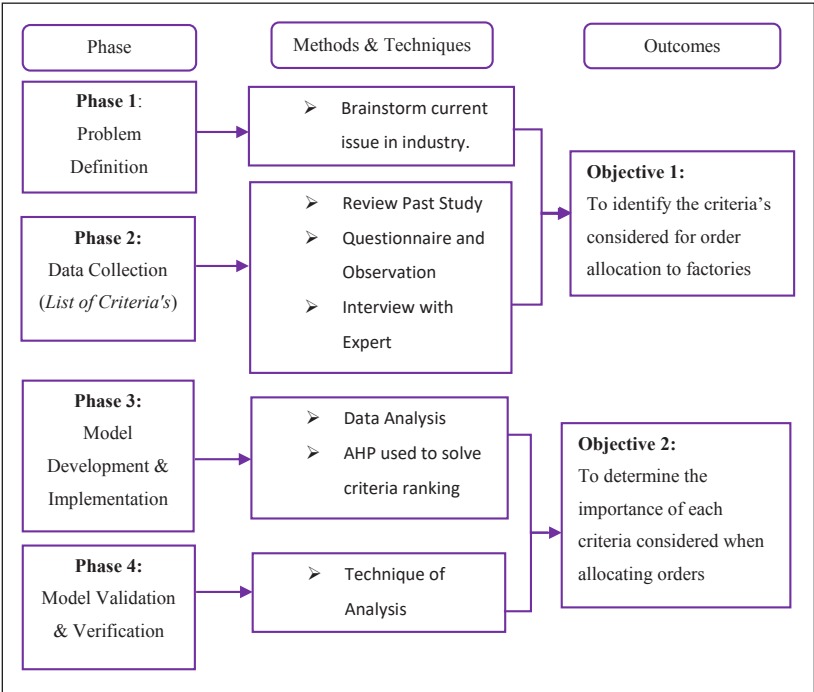 Phase
Methods & Techniques
Outcomes
Phase 1:
Problem
Definition
➢ Brainstorm current
issue in industry.
Phase 2:
Data Collection
(List of Criteria's)
➢ Review Past Study
➢ Questionnaire and
Observation
➢ Interview with
Expert
Objective 1:
To identify the criteria's
considered for order
allocation to factories
Phase 3:
Model
Development &
Implementation
➢ Data Analysis
➢ AHP used to solve
criteria ranking
Phase 4:
Model Validation
& Verification
➢ Technique of
Analysis
Objective 2:
To determine the
importance of each
criteria considered when
allocating orders